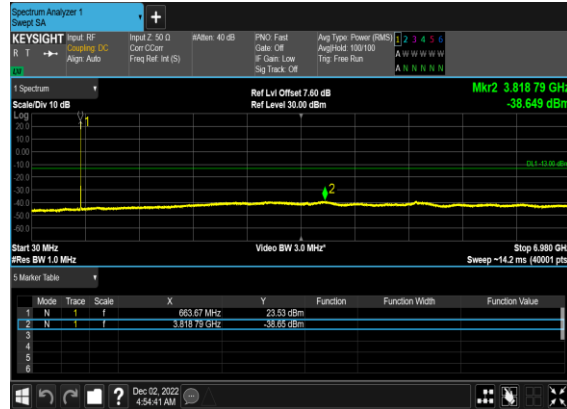 Spectrum Analyzer 1
Swept SA
+
KEYSIGHT Input: RF Input Z: 50 Ω #Atten: 40 dB PNO: Fast Avg Type: Power (RMS) 1 2 3 4 5 6
R T Coupling: DC Corr CCorr Gate: Off Avg|Hold: 100/100 A W W W W W
Align: Auto Freq Ref: Int (S) IF Gain: Low Trig: Free Run
Sig Track: Off A N N N N N
1 Spectrum Ref Lvl Offset 7.60 dB Mkr2 3.818 79 GHz
Scale/Div 10 dB Ref Level 30.00 dBm -38.649 dBm
Log
20.0
10.0
0.00
-10.0
DL1 -13.00 dBm
-20.0
-30.0
-40.0
-50.0
-60.0
1
2
Start 30 MHz Video BW 3.0 MHz* Stop 6.980 GHz
#Res BW 1.0 MHz Sweep ~14.2 ms (40001 pts)
5 Marker Table
Mode Trace Scale X Y Function Function Width Function Value
1 N 1 f 663.67 MHz 23.53 dBm
2 N 1 f 3.818 79 GHz -38.65 dBm
3
4
5
6
? Dec 02, 2022
4:54:41 AM